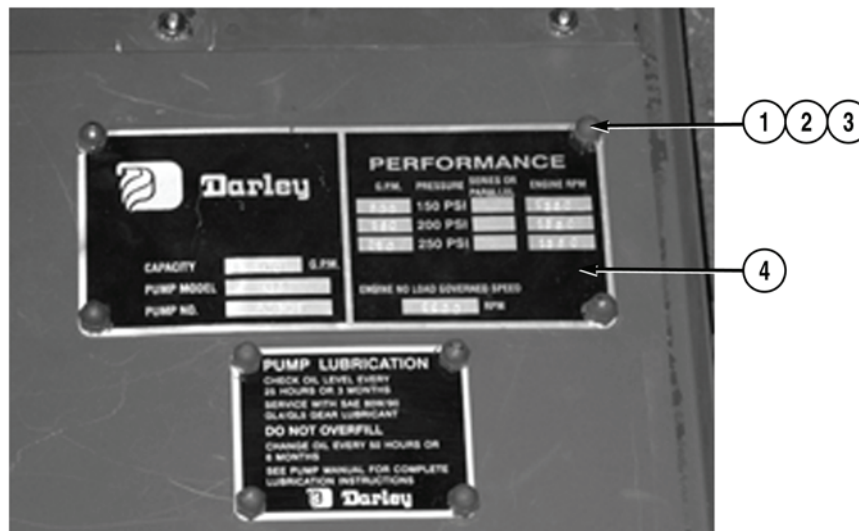 1 2 3
Darley
CAPACITY G.P.M.
PUMP MODEL
PUMP NO.
PERFORMANCE
G.P.M. PRESSURE SERIES OR PARALLEL ENGINE RPM
150 PSI
200 PSI
250 PSI
4
ENGINE NO LOAD GOVERNED SPEED
RPM
PUMP LUBRICATION
CHECK OIL LEVEL EVERY
25 HOURS OR 3 MONTHS
SERVICE WITH SAE 80W/90
GL4/GL5 GEAR LUBRICANT
DO NOT OVERFILL
CHANGE OIL EVERY 50 HOURS OR
6 MONTHS
SEE PUMP MANUAL FOR COMPLETE
LUBRICATION INSTRUCTIONS
Darley